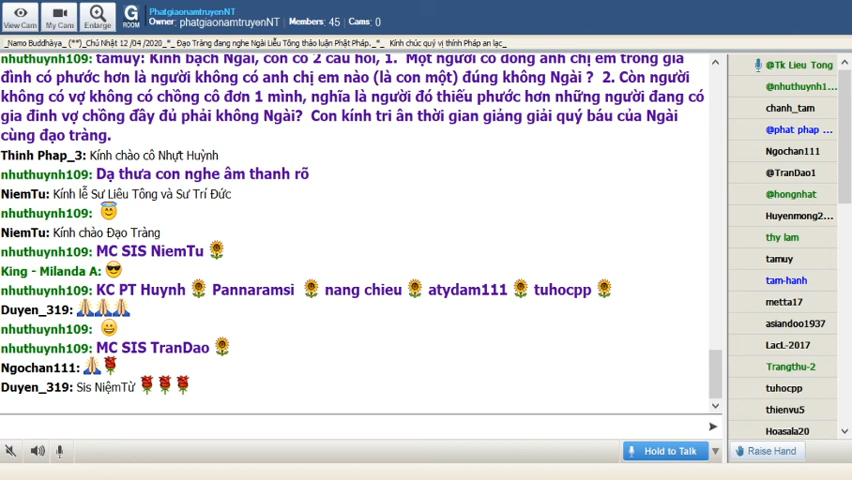 View Cam
My Cam
Enlarge
G
ROOM
PhatgiaonamtruyenNT
Owner: phatgiaonamtruyenNT Members: 45 Cams: 0
_Namo Buddhàya_ (**)_Chủ Nhật 12 /04 /2020_*_ Đạo Tràng đang nghe Ngài Liễu Tông thảo luận Phật Pháp._*_ Kính chúc quý vị thính Pháp an lạc_
nhuthuynh109: tamuy: Kính bạch Ngài, con có 2 câu hỏi, 1. Một người có đông anh chị em trong gia
đình có phước hơn là người không có anh chị em nào (là con một) đúng không Ngài ? 2. Còn người
không có vợ không có chồng cô đơn 1 mình, nghĩa là người đó thiếu phước hơn những người đang có
gia đình vợ chồng đầy đủ phải không Ngài? Con kính tri ân thời gian giảng giải quý báu của Ngài
cùng đạo tràng.
Thinh Phap_3: Kính chào cô Nhựt Huỳnh
nhuthuynh109: Dạ thưa con nghe âm thanh rõ
NiemTu: Kính lễ Sư Liêu Tông và Sư Trí Đức
nhuthuynh109:
NiemTu: Kính chào Đạo Tràng
nhuthuynh109: MC SIS NiemTu
King - Milanda A:
nhuthuynh109: KC PT Huynh Pannaramsi nang chieu atydam111 tuhocpp
Duyen_319:
nhuthuynh109:
nhuthuynh109: MC SIS TranDao
Ngochan111:
Duyen_319: Sis NiệmTừ
Hold to Talk
@Tk Lieu Tong
@nhuthuynh1...
chanh_tam
@phat phap ...
Ngochan111
@TranDao1
@hongnhat
Huyenmong2...
thy lam
tamuy
tam-hanh
metta17
asiandoo1937
LacL-2017
Trangthu-2
tuhocpp
thienvu5
Hoasala20
Raise Hand